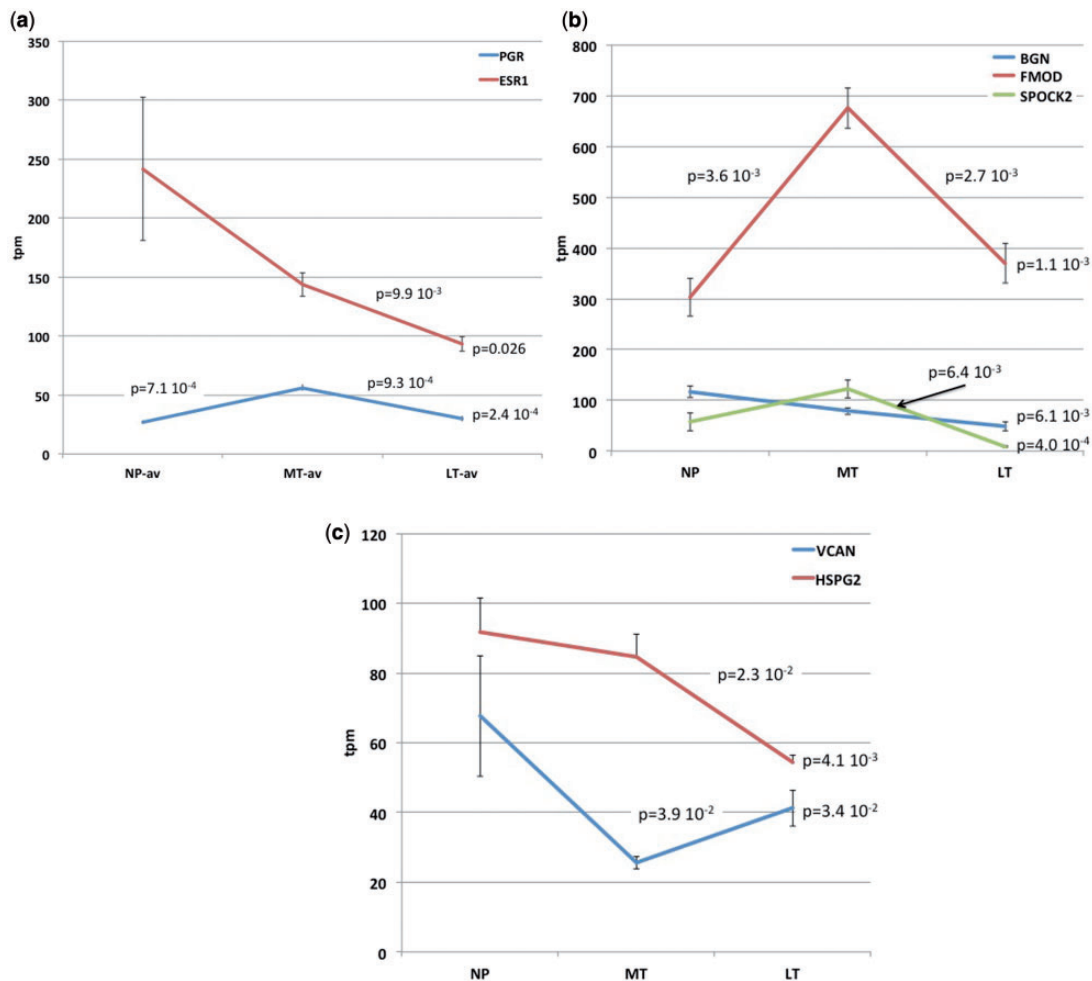 (a)
350
300
250
200
150
100
50
0
tpm
PGR
ESR1
p=9.9 10-3
p=0.026
p=7.1 10-4
p=9.3 10-4
p=2.4 10-4
NP-av MT-av LT-av
(b)
800
700
600
500
400
300
200
100
0
tpm
BGN
FMOD
SPOCK2
p=3.6 10-3
p=2.7 10-3
p=1.1 10-3
p=6.4 10-3
p=6.1 10-3
p=4.0 10-4
NP MT LT
(c)
120
100
80
60
40
20
0
tpm
VCAN
HSPG2
p=2.3 10-2
p=4.1 10-3
p=3.9 10-2
p=3.4 10-2
NP MT LT